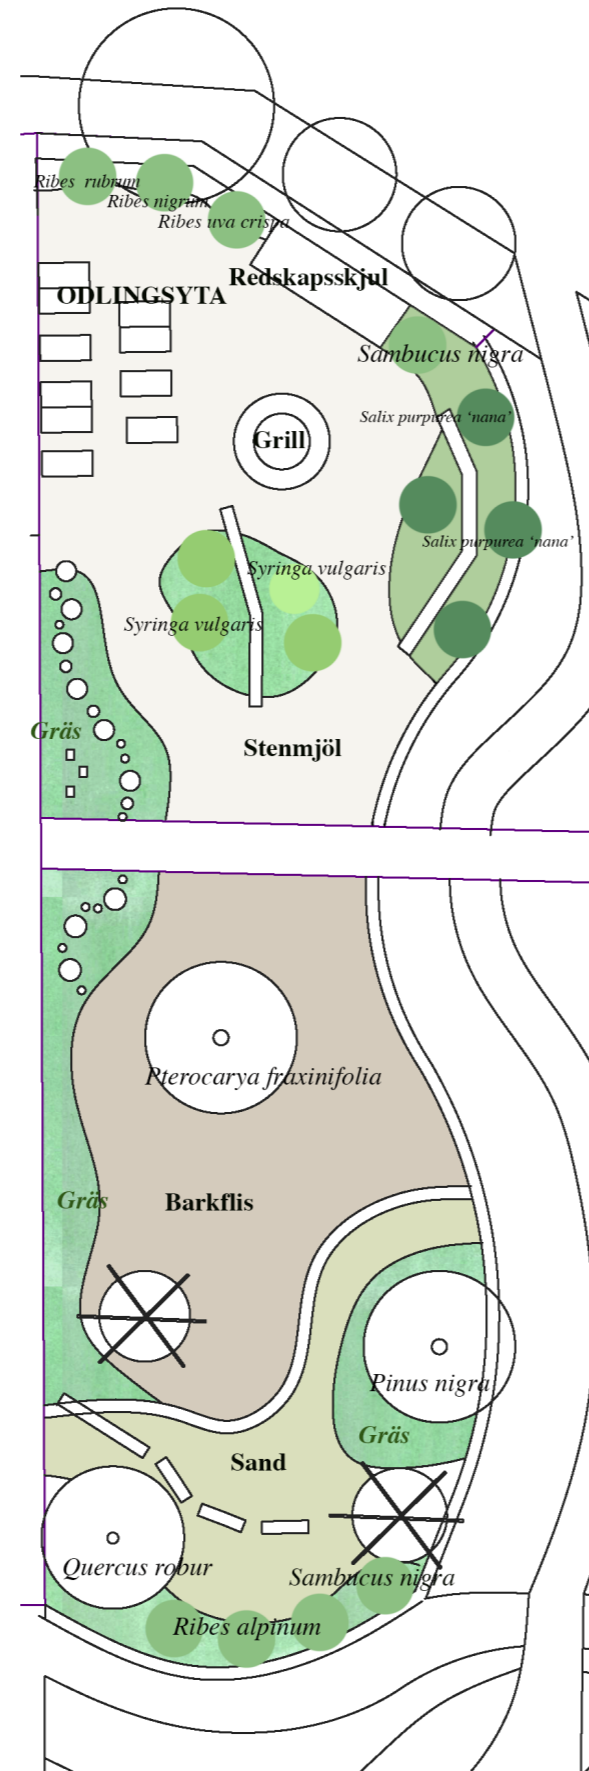 Ribes rubrum
Ribes nigrum
Ribes uva crispa
Redskapsskjul
ODLINGSYTA
Sambucus nigra
Salix purpurea ‘nana’
Grill
Salix purpurea ‘nana’
Syringa vulgaris
Syringa vulgaris
Gräs
Stenmjöl
Pterocarya fraxinifolia
Gräs
Barkflis
Pinus nigra
Gräs
Sand
Quercus robur
Sambucus nigra
Ribes alpinum